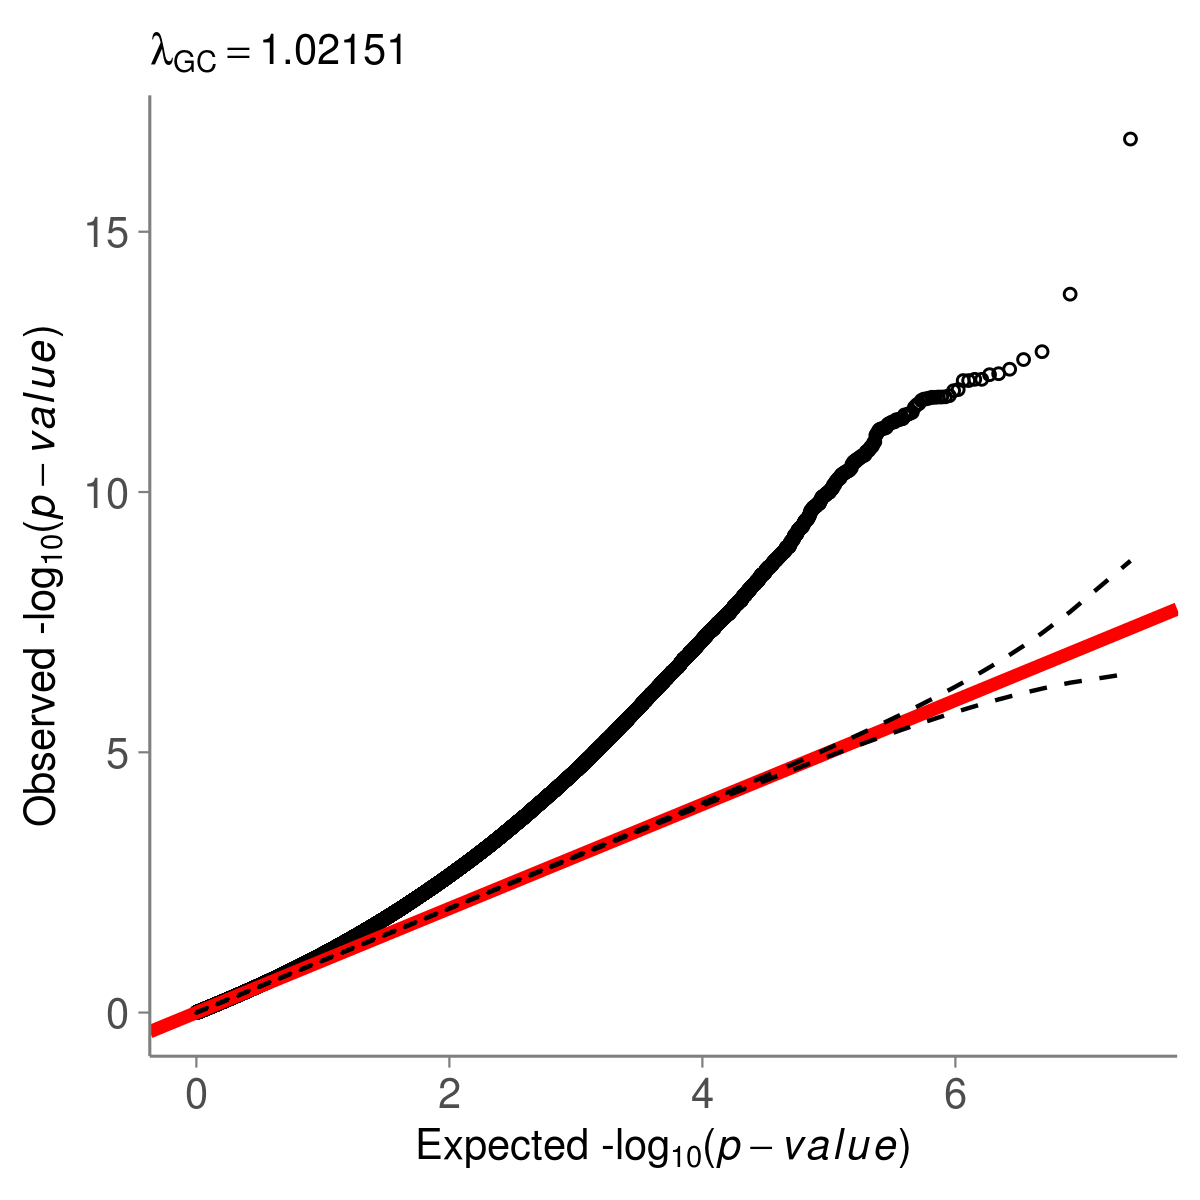 λGC = 1.02151
15
10
5
0
Observed -log10(p − value)
0 2 4 6
Expected -log10(p − value)